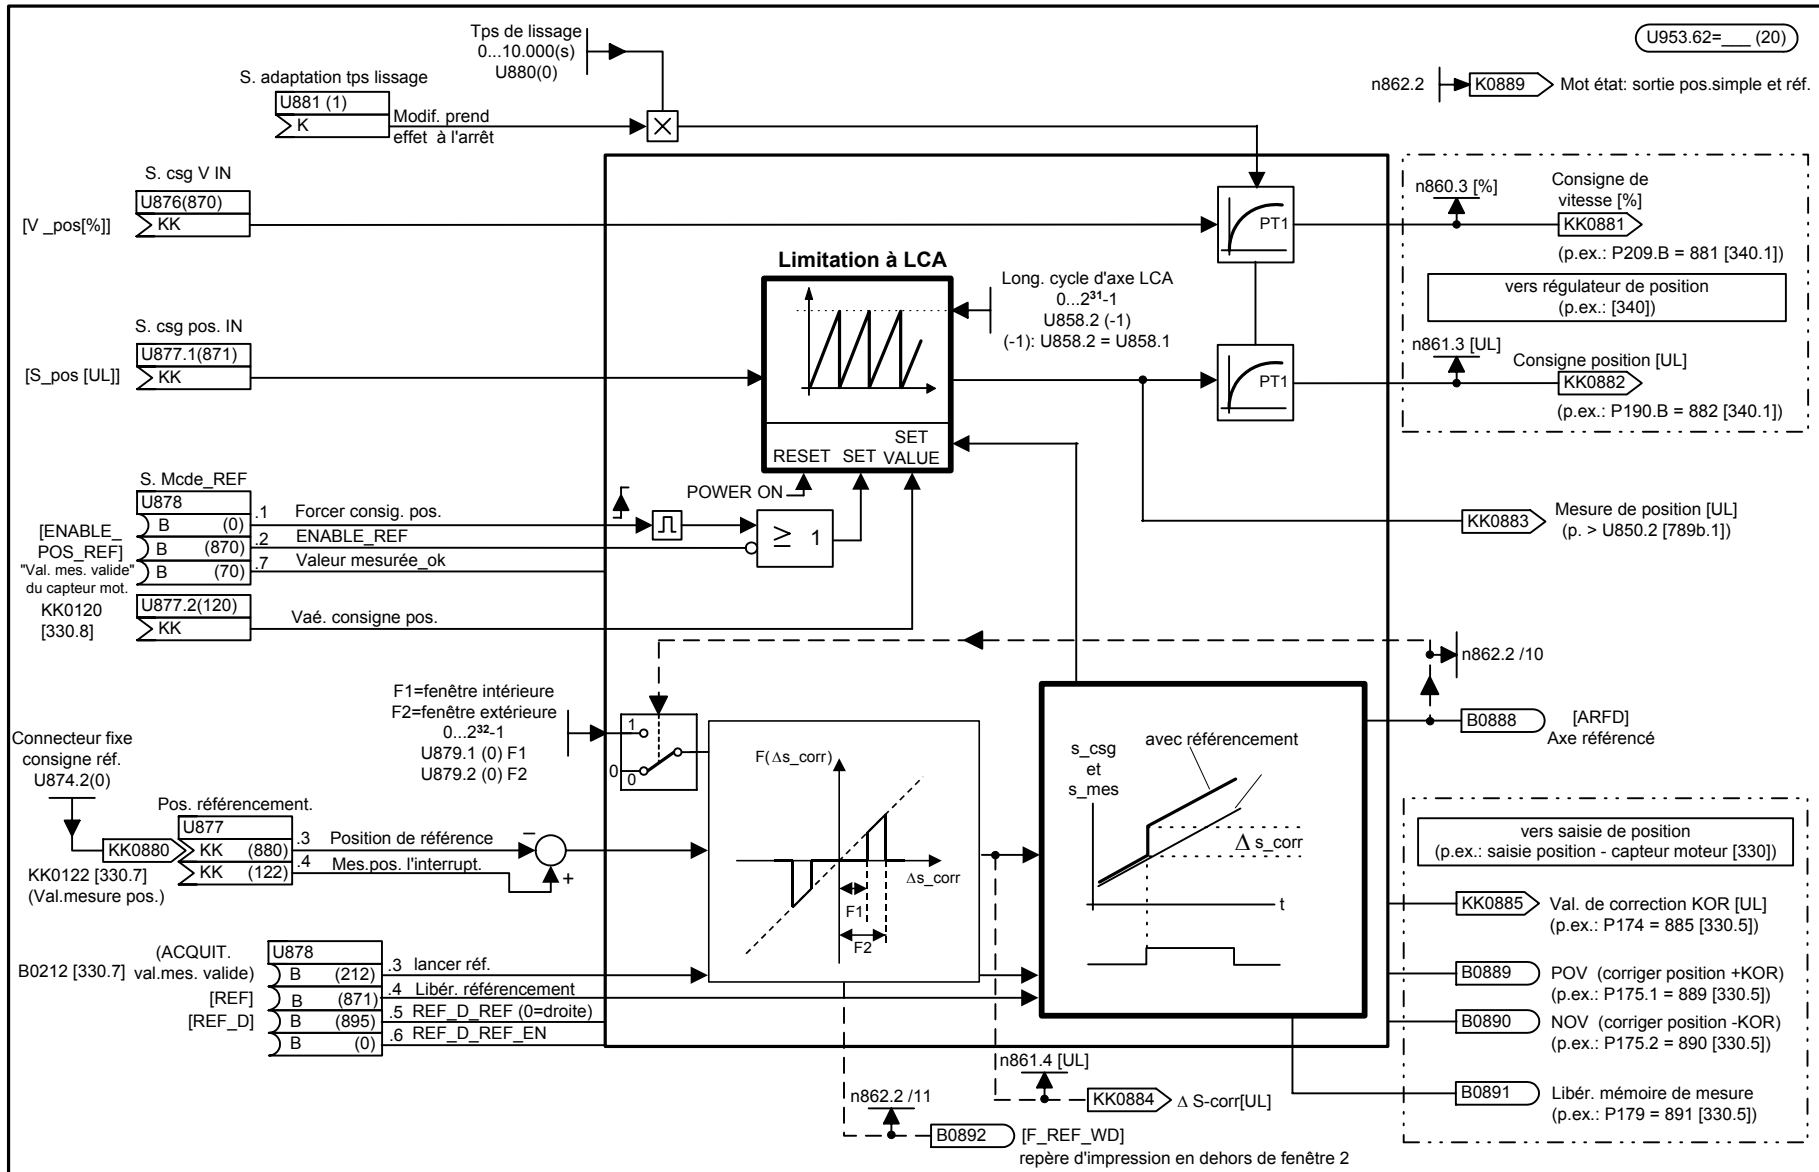 Tps de lissage
0...10.000(s)
U880(0)
U953.62=___ (20)
S. adaptation tps lissage
U881 (1)
K
Modif. prend
effet à l'arrêt
n862.2
K0889
Mot état: sortie pos.simple et réf.
S. csg V IN
U876(870)
KK
[V _pos[%]]
PT1
n860.3 [%]
Consigne de
vitesse [%]
KK0881
(p.ex.: P209.B = 881 [340.1])
vers régulateur de position
(p.ex.: [340])
Limitation à LCA
Long. cycle d'axe LCA
0...2³¹-1
U858.2 (-1)
(-1): U858.2 = U858.1
S. csg pos. IN
U877.1(871)
KK
[S_pos [UL]]
PT1
n861.3 [UL]
Consigne position [UL]
KK0882
(p.ex.: P190.B = 882 [340.1])
RESET SET SET
VALUE
POWER ON
S. Mcde_REF
U878
B (0)
.1 Forcer consig. pos.
B (870)
.2 ENABLE_REF
B (70)
.7 Valeur mesurée_ok
[ENABLE_
POS_REF]
"Val. mes. valide"
du capteur mot.
≥ 1
KK0120
[330.8]
U877.2(120)
KK
Vaé. consigne pos.
KK0883
Mesure de position [UL]
(p. > U850.2 [789b.1])
n862.2 /10
B0888
[ARFD]
Axe référencé
F1=fenêtre intérieure
F2=fenêtre extérieure
0...2³²-1
U879.1 (0) F1
U879.2 (0) F2
1
0
0
F(Δs_corr)
Δs_corr
F1
F2
s_csg
et
s_mes
avec référencement
Δ s_corr
t
Connecteur fixe
consigne réf.
U874.2(0)
Pos. référencement.
U877
KK0880
KK (880)
.3 Position de référence
KK (122)
.4 Mes.pos. l'interrupt.
−
+
KK0122 [330.7]
(Val.mesure pos.)
vers saisie de position
(p.ex.: saisie position - capteur moteur [330])
KK0885
Val. de correction KOR [UL]
(p.ex.: P174 = 885 [330.5])
(ACQUIT.
val.mes. valide)
B0212 [330.7]
U878
B (212)
.3 lancer réf.
[REF]
B (871)
.4 Libér. référencement
[REF_D]
B (895)
.5 REF_D_REF (0=droite)
B (0)
.6 REF_D_REF_EN
B0889
POV (corriger position +KOR)
(p.ex.: P175.1 = 889 [330.5])
B0890
NOV (corriger position -KOR)
(p.ex.: P175.2 = 890 [330.5])
B0891
Libér. mémoire de mesure
(p.ex.: P179 = 891 [330.5])
n861.4 [UL]
KK0884
Δ S-corr[UL]
n862.2 /11
B0892
[F_REF_WD]
repère d'impression en dehors de fenêtre 2